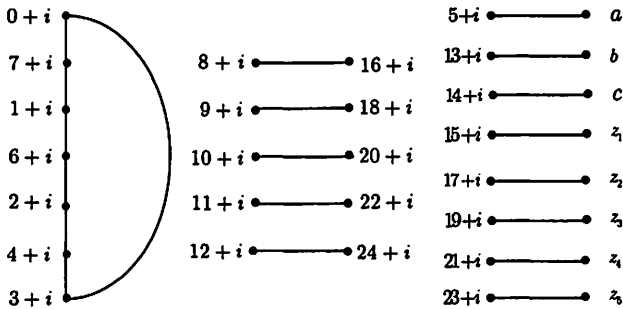 0 + i
7 + i
1 + i
6 + i
2 + i
4 + i
3 + i
8 + i 16 + i
9 + i 18 + i
10 + i 20 + i
11 + i 22 + i
12 + i 24 + i
5+i a
13+i b
14+i c
15+i z₁
17+i z₂
19+i z₃
21+i z₄
23+i z₅